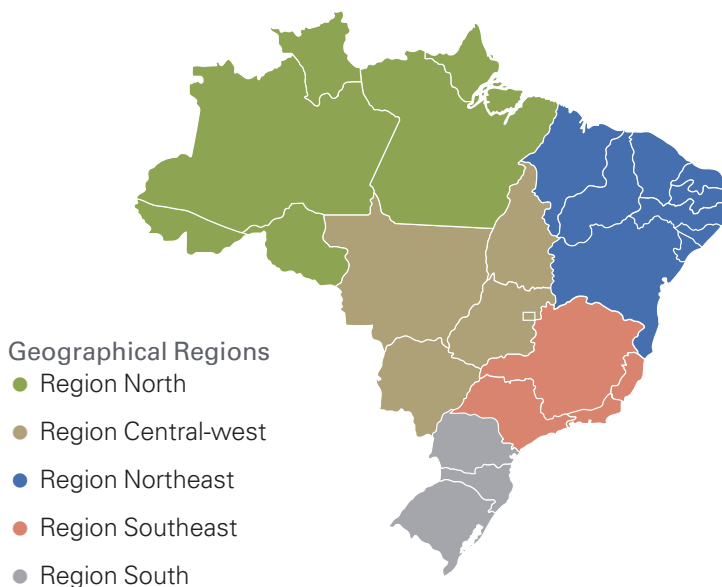 Geographical Regions
Region North
Region Central-west
Region Northeast
Region Southeast
Region South